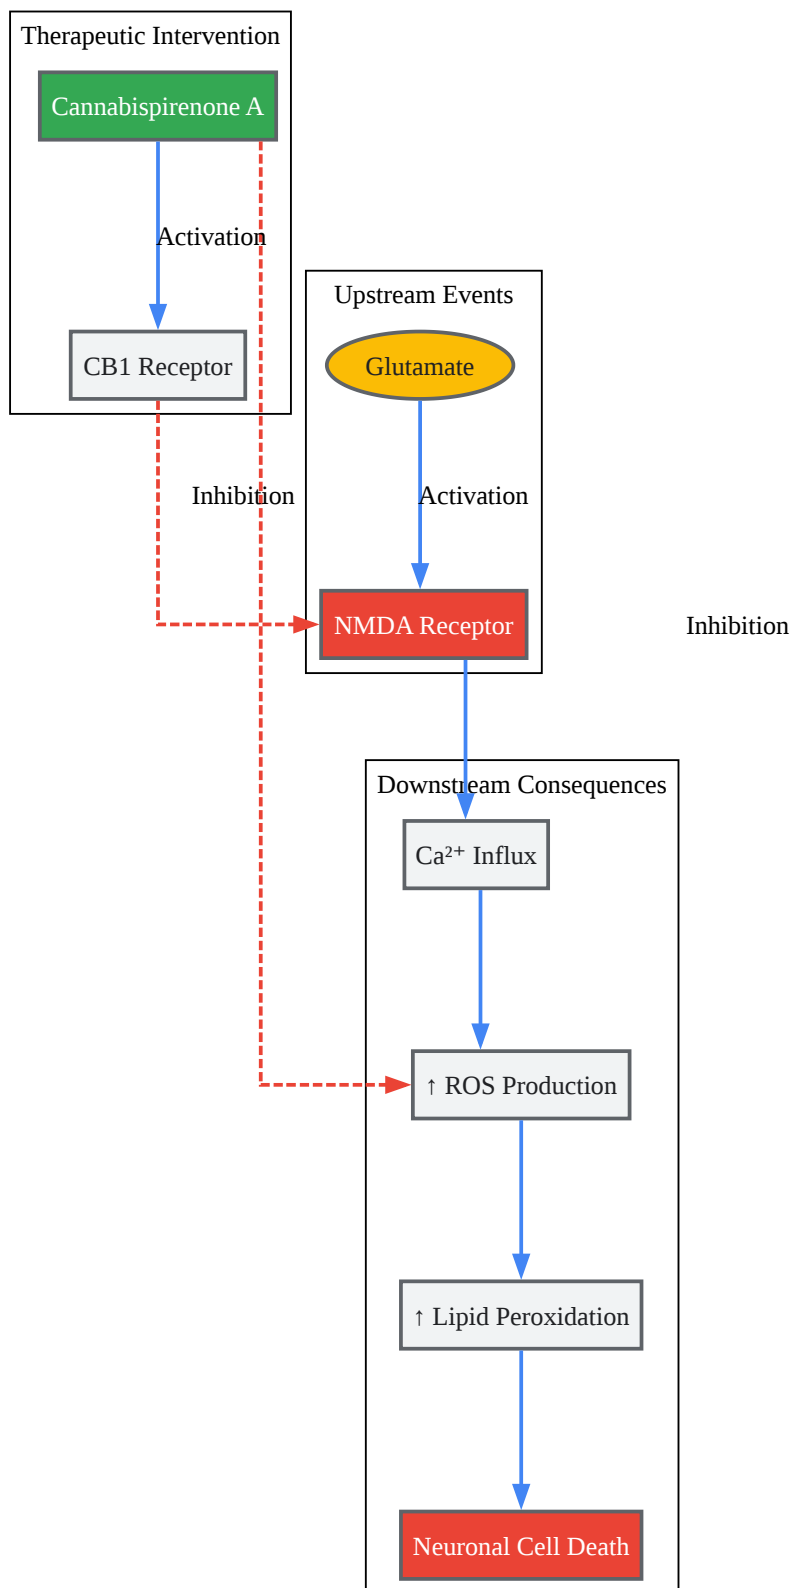 Therapeutic Intervention
Cannabispirenone A
Activation
Upstream Events
CB1 Receptor
Glutamate
Inhibition
Activation
NMDA Receptor
Inhibition
Downstream Consequences
Ca²⁺ Influx
↑ ROS Production
↑ Lipid Peroxidation
Neuronal Cell Death